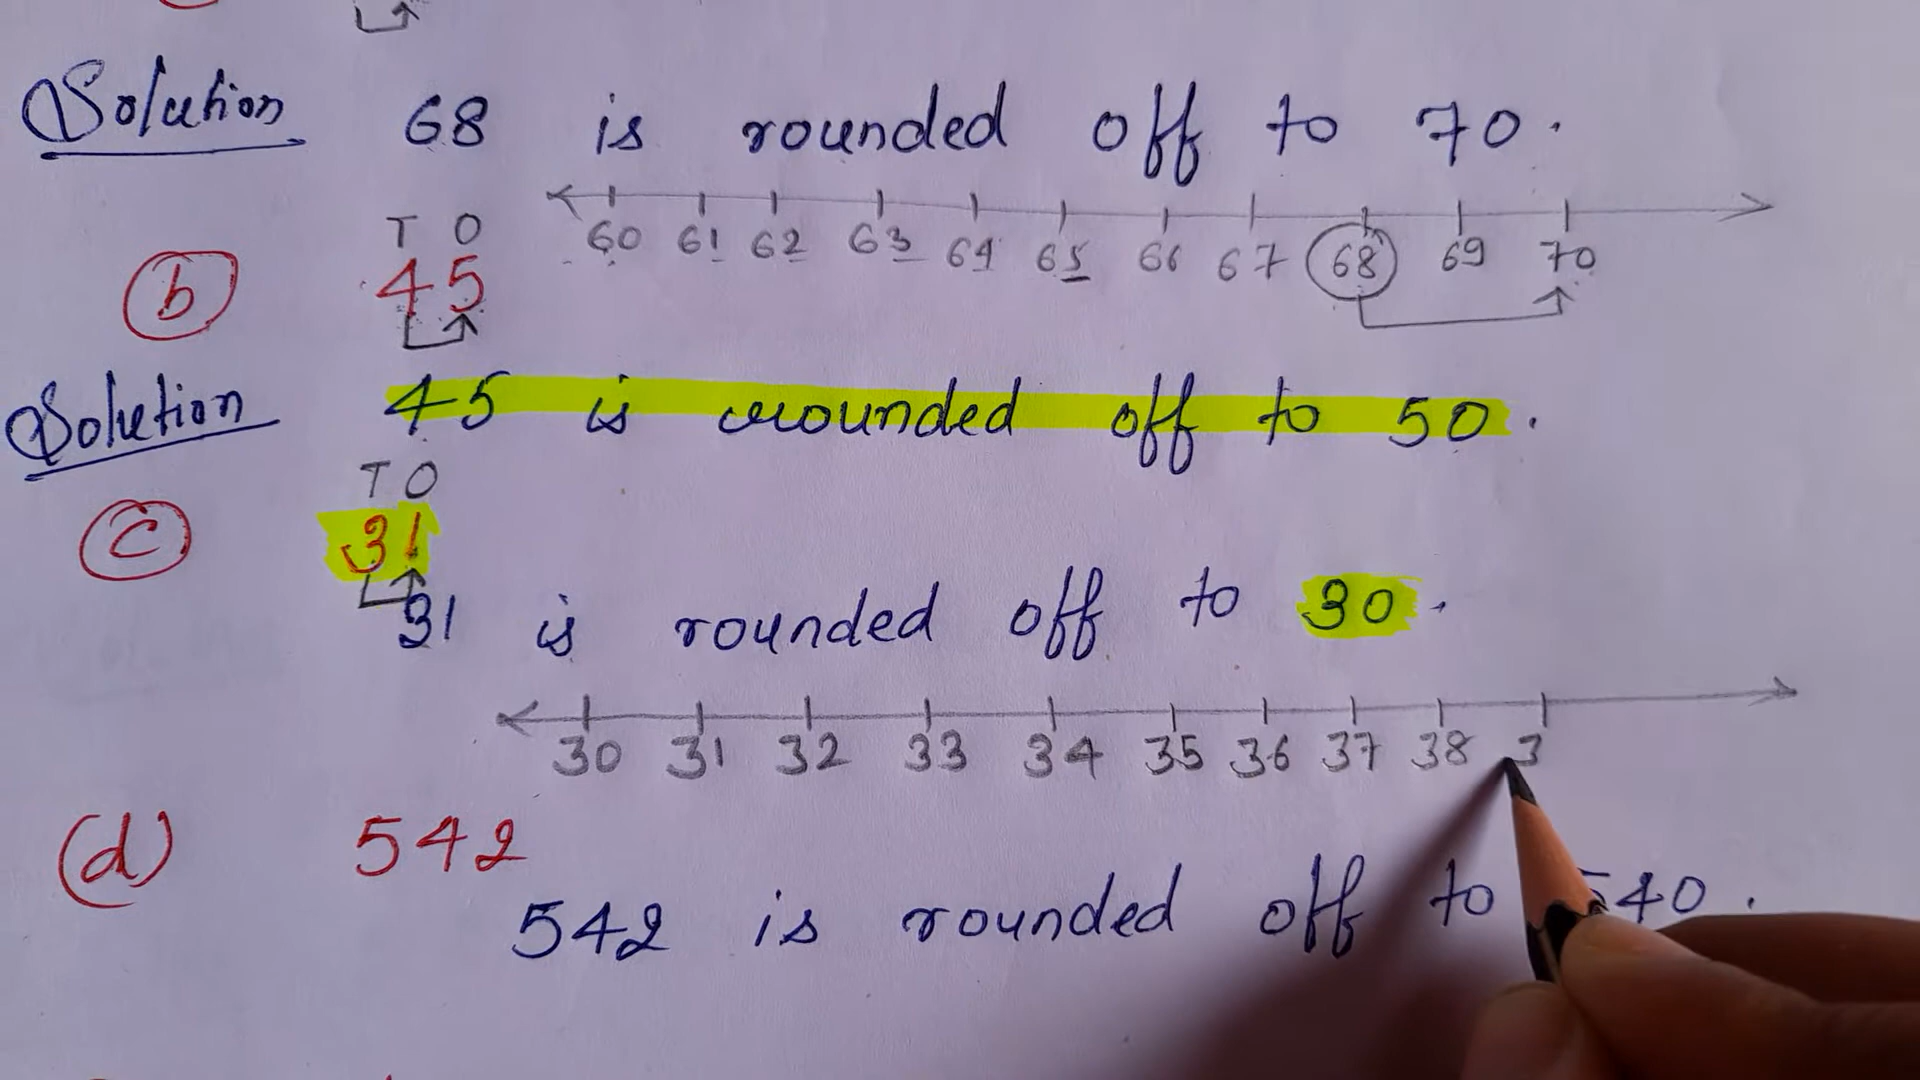 Solution 68 is rounded off to 70.
60 61 62 63 64 65 66 67 68 69 70
T O
(b) 45
Solution 45 is rounded off to 50.
T O
(c) 31
31 is rounded off to 30.
30 31 32 33 34 35 36 37 38 3
(d) 542
542 is rounded off to 540.